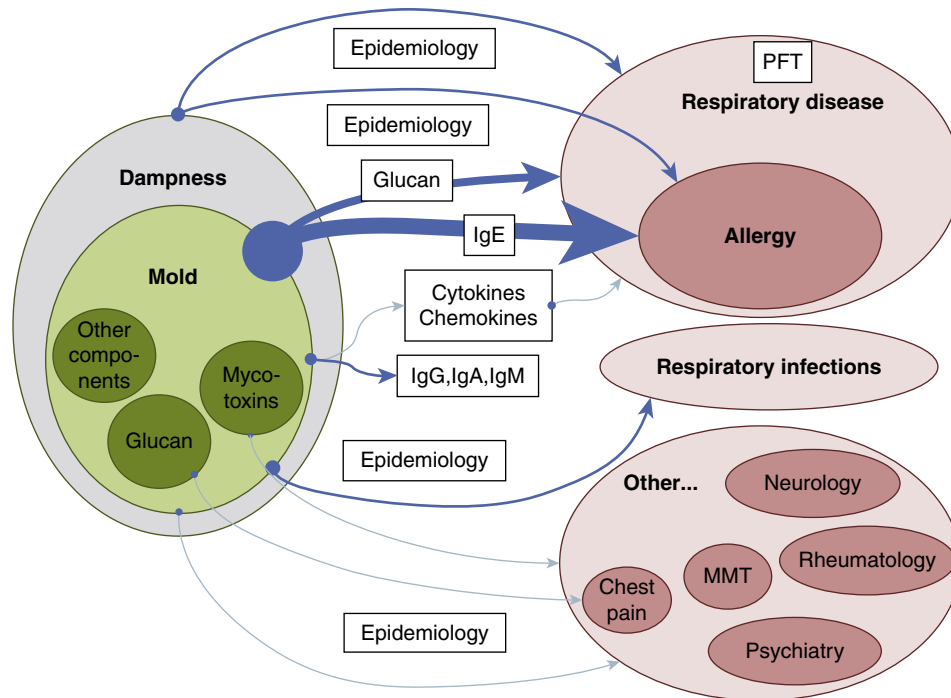 Epidemiology
PFT
Respiratory disease
Epidemiology
Dampness
Glucan
IgE
Allergy
Mold
Cytokines
Chemokines
Other
compo-
nents
Myco-
toxins
IgG,IgA,IgM
Respiratory infections
Glucan
Epidemiology
Other...
Neurology
Rheumatology
MMT
Chest
pain
Epidemiology
Psychiatry